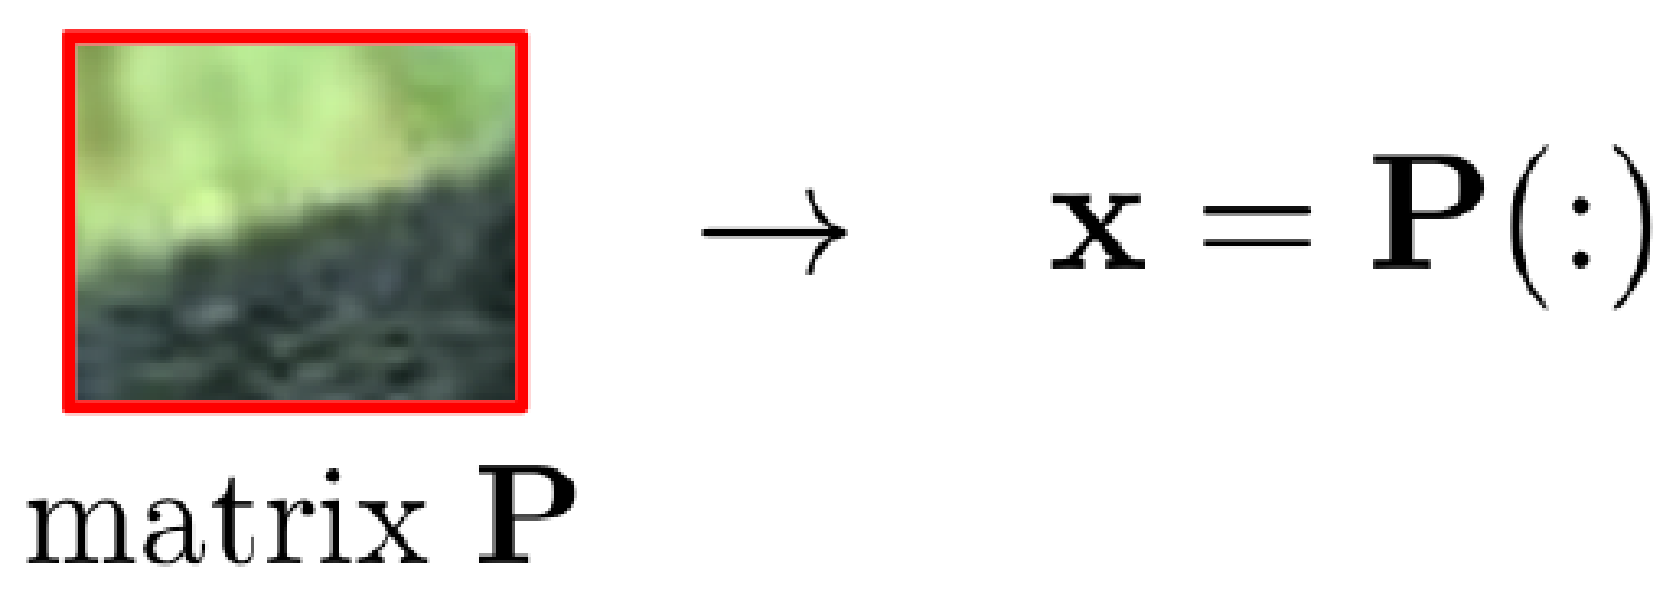 → x = P(:)
matrix P